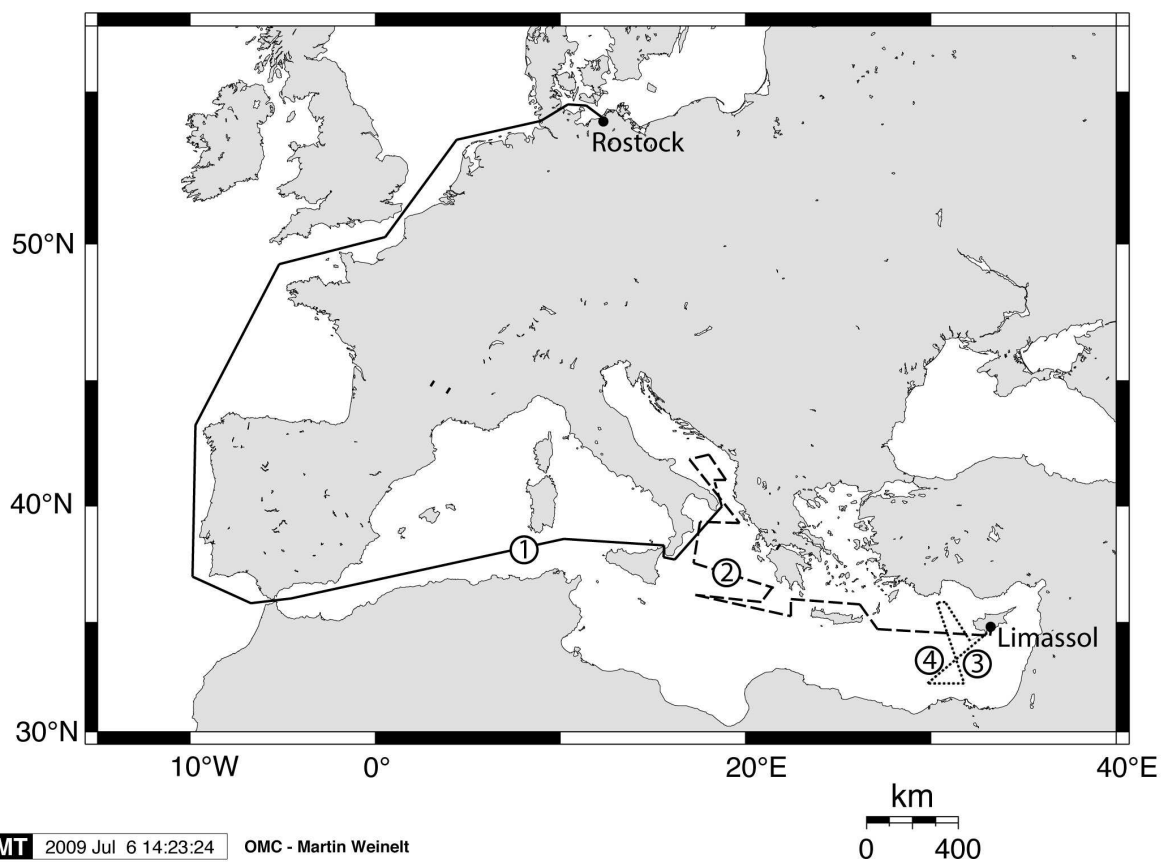 Rostock
50°N
40°N
①
②
Limassol
④ ③
30°N
10°W 0° 20°E 40°E
km
0 400
MT 2009 Jul 6 14:23:24 OMC - Martin Weinelt